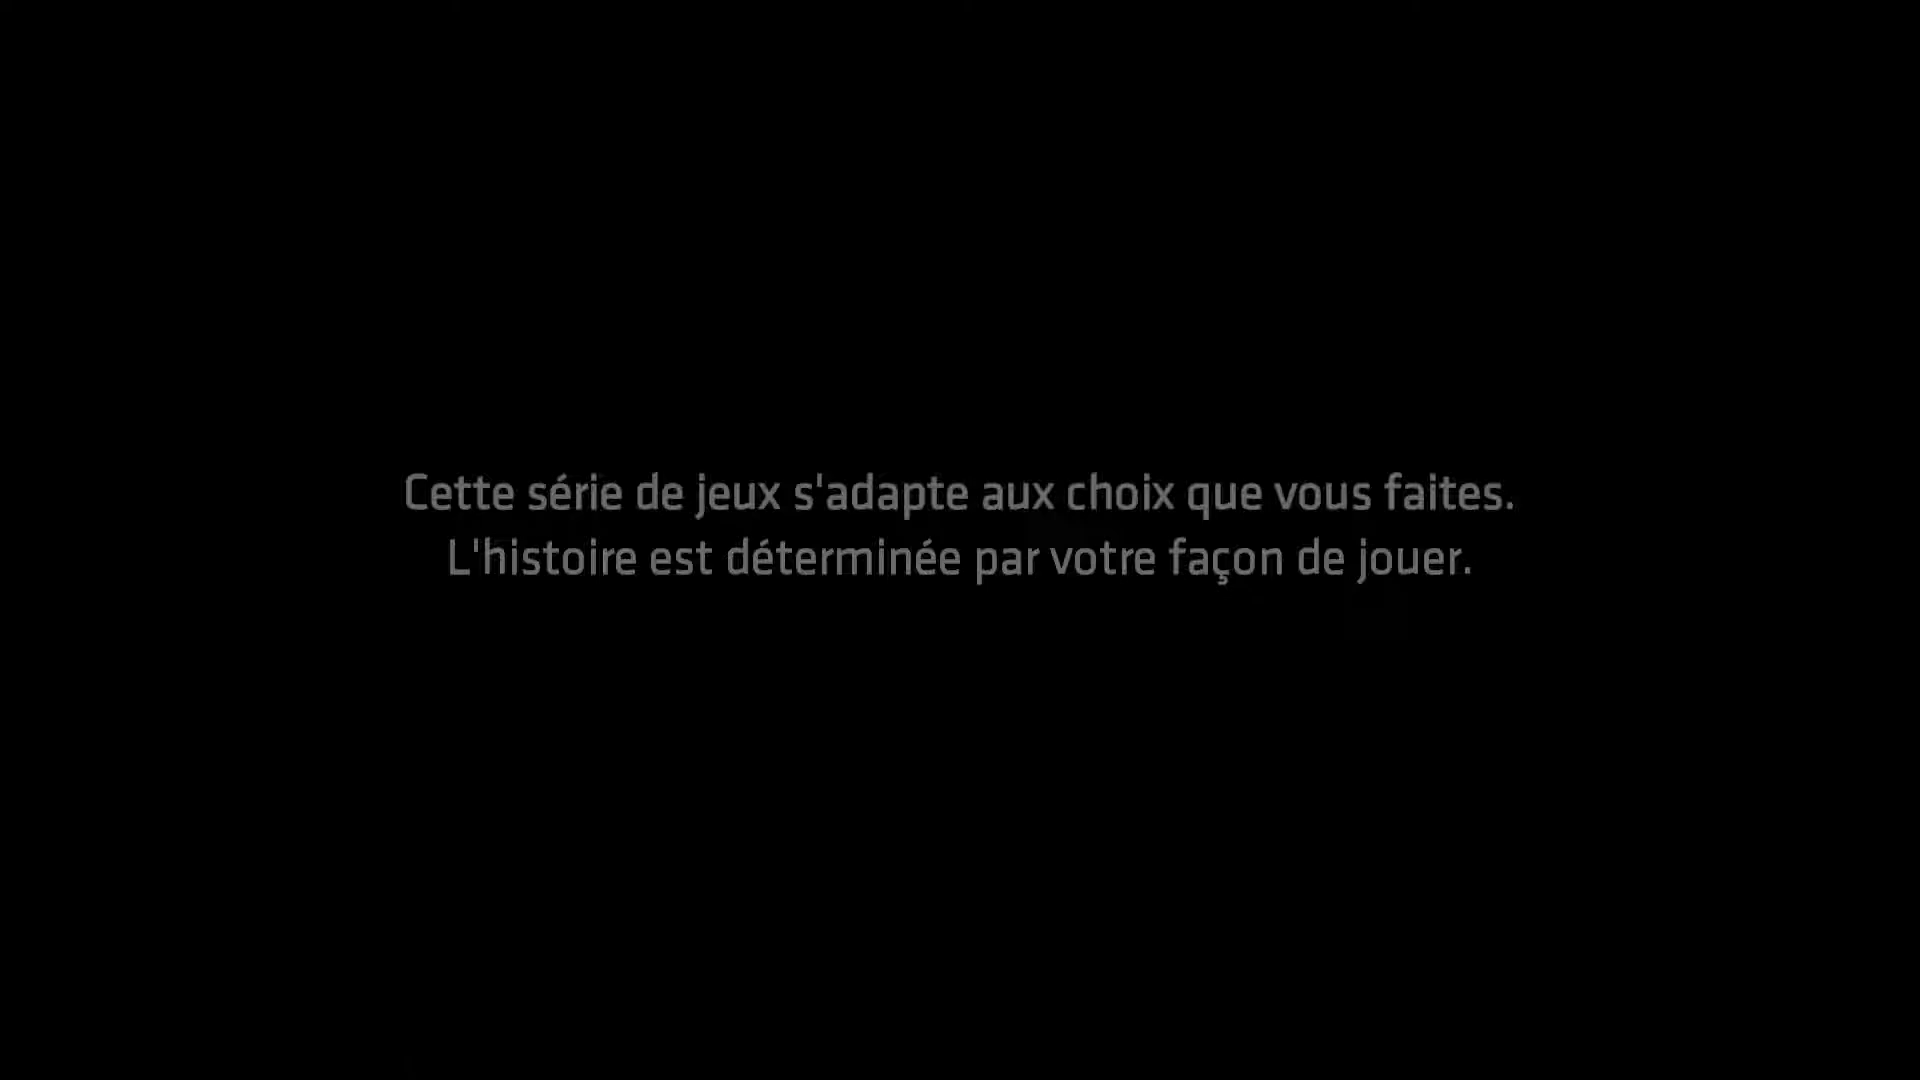 Cette série de jeux s'adapte aux choix que vous faites.
L'histoire est déterminée par votre façon de jouer.